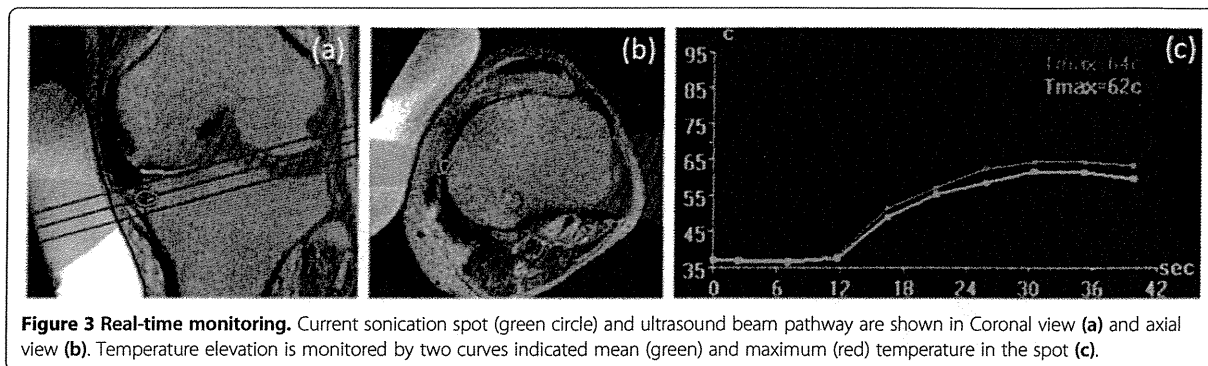 (a)
(b)
c
(c)
95
85
75
65
55
45
35
Tmax=64c
Tmax=62c
sec
0 6 12 18 24 30 36 42
Figure 3 Real-time monitoring. Current sonication spot (green circle) and ultrasound beam pathway are shown in Coronal view (a) and axial
view (b). Temperature elevation is monitored by two curves indicated mean (green) and maximum (red) temperature in the spot (c).